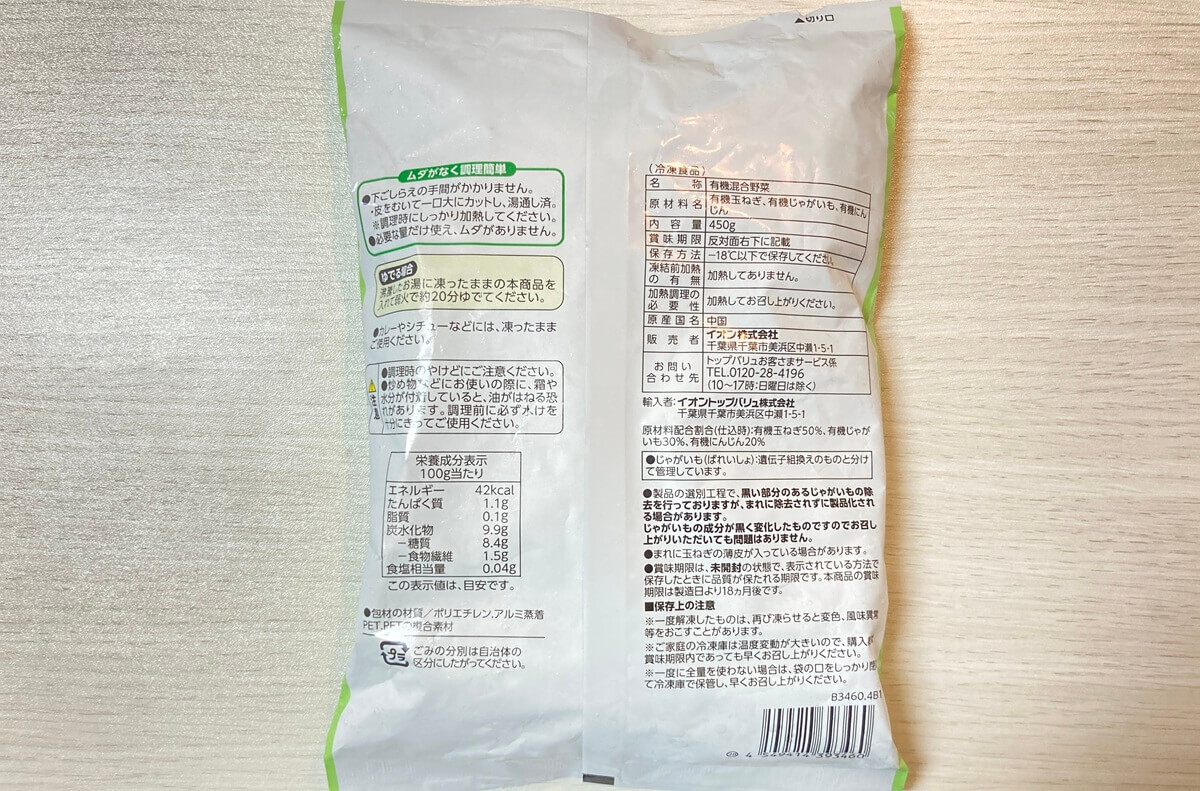 ▲切り口
ムダがなく調理簡単
●下ごしらえの手間がかかりません。
・皮をむいて一口大にカットし、湯通し済。
※調理時にしっかり加熱してください。
●必要な量だけ使え、ムダがありません。
ゆでる場合
沸騰したお湯に凍ったままの本商品を
入れて弱火で約20分ゆでてください。
●カレーやシチューなどには、凍ったまま
ご使用ください。
注意
●調理時のやけどにご注意ください。
●炒め物などにお使いの際に、霜や
水分が付着していると、油がはねる恐
れがあります。調理前に必ず水けを
十分にきってご使用ください。
栄養成分表示
100g当たり
エネルギー 42kcal
たんぱく質 1.1g
脂質 0.1g
炭水化物 9.9g
−糖質 8.4g
−食物繊維 1.5g
食塩相当量 0.04g
この表示値は、目安です。
●包材の材質/ポリエチレン.アルミ蒸着
PET.PETの複合素材
プラ
ごみの分別は自治体の
区分にしたがってください。
(冷凍食品)
名称 有機混合野菜
原材料名 有機玉ねぎ、有機じゃがいも、有機にん
じん
内容量 450g
賞味期限 反対面右下に記載
保存方法 −18℃以下で保存してください。
凍結前加熱
の有無 加熱してありません。
加熱調理の
必要性 加熱してお召し上がりください。
原産国名 中国
販売者 イオン株式会社
千葉県千葉市美浜区中瀬1-5-1
お問い
合わせ先 トップバリュお客さまサービス係
TEL.0120-28-4196
(10〜17時:日曜日は除く)
輸入者:イオントップバリュ株式会社
千葉県千葉市美浜区中瀬1-5-1
原材料配合割合(仕込時):有機玉ねぎ50%、有機じゃが
いも30%、有機にんじん20%
●じゃがいも(ばれいしょ):遺伝子組換えのものと分け
て管理しています。
●製品の選別工程で、黒い部分のあるじゃがいもの除
去を行っておりますが、まれに除去されずに製品化され
る場合があります。
じゃがいもの成分が黒く変化したものですのでお召し
上がりいただいても問題はありません。
●まれに玉ねぎの薄皮が入っている場合があります。
●賞味期限は、未開封の状態で、表示されている方法で
保存したときに品質が保たれる期限です。本商品の賞味
期限は製造日より18ヵ月後です。
■保存上の注意
※一度解凍したものは、再び凍らせると変色、風味異常
等をおこすことがあります。
※ご家庭の冷凍庫は温度変動が大きいので、購入後
賞味期限内であっても早くお召し上がりください。
※一度に全量を使わない場合は、袋の口をしっかり閉じ
て冷凍庫で保管し、早くお召し上がりください。
B3460.4B1
4 549414 393460